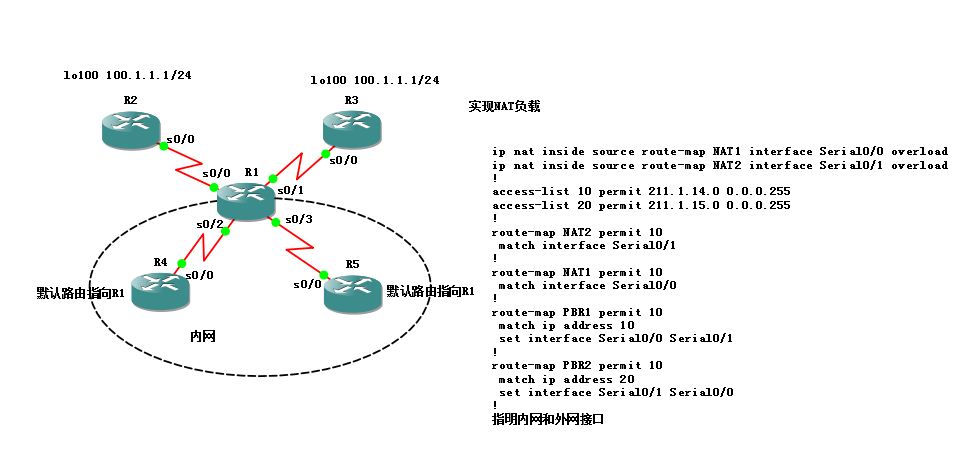 lo100 100.1.1.1/24
lo100 100.1.1.1/24
R2
R3
实现NAT负载
s0/0
s0/0
s0/0
R1
s0/1
s0/2
s0/3
R4
s0/0
R5
s0/0
默认路由指向R1
默认路由指向R1
内网
ip nat inside source route-map NAT1 interface Serial0/0 overload
ip nat inside source route-map NAT2 interface Serial0/1 overload
!
access-list 10 permit 211.1.14.0 0.0.0.255
access-list 20 permit 211.1.15.0 0.0.0.255
!
route-map NAT2 permit 10
match interface Serial0/1
!
route-map NAT1 permit 10
match interface Serial0/0
!
route-map PBR1 permit 10
match ip address 10
set interface Serial0/0 Serial0/1
!
route-map PBR2 permit 10
match ip address 20
set interface Serial0/1 Serial0/0
!
指明内网和外网接口